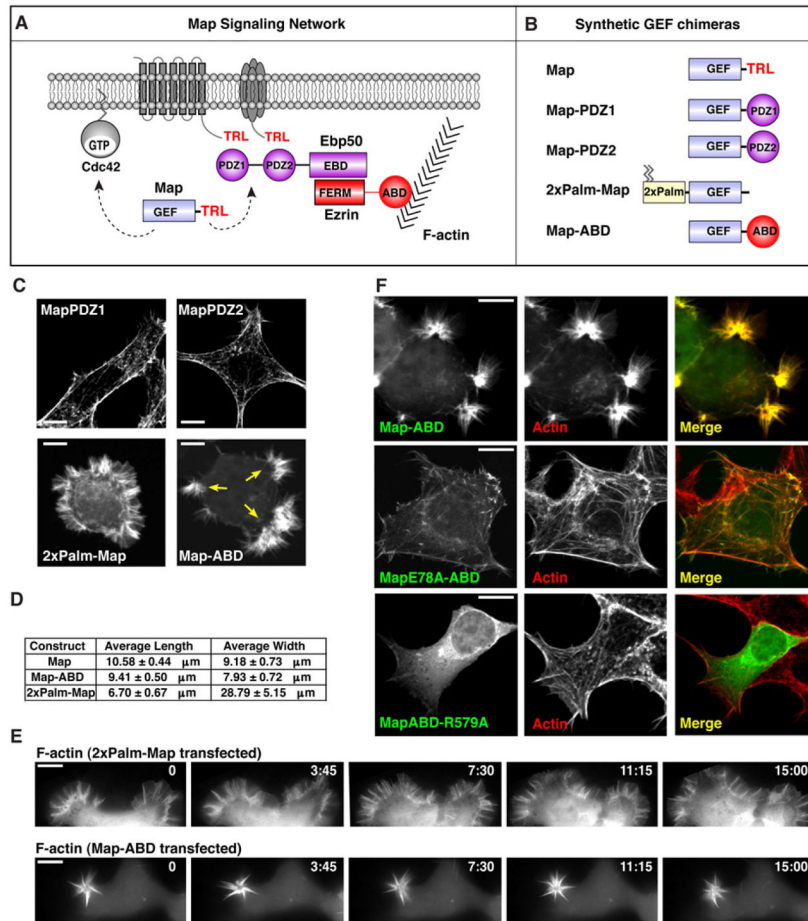 A
Map Signaling Network
TRL
TRL
GTP
Cdc42
Ebp50
PDZ1
PDZ2
EBD
Map
GEF
TRL
FERM
ABD
Ezrin
F-actin
B
Synthetic GEF chimeras
Map
GEF
TRL
Map-PDZ1
GEF
PDZ1
Map-PDZ2
GEF
PDZ2
2xPalm-Map
2xPalm
GEF
Map-ABD
GEF
ABD
C
MapPDZ1
MapPDZ2
2xPalm-Map
Map-ABD
D
Construct Average Length Average Width
Map 10.58 ± 0.44 μm 9.18 ± 0.73 μm
Map-ABD 9.41 ± 0.50 μm 7.93 ± 0.72 μm
2xPalm-Map 6.70 ± 0.67 μm 28.79 ± 5.15 μm
F
Map-ABD
Actin
Merge
MapE78A-ABD
Actin
Merge
MapABD-R579A
Actin
Merge
E
F-actin (2xPalm-Map transfected)
0 3:45 7:30 11:15 15:00
F-actin (Map-ABD transfected)
0 3:45 7:30 11:15 15:00